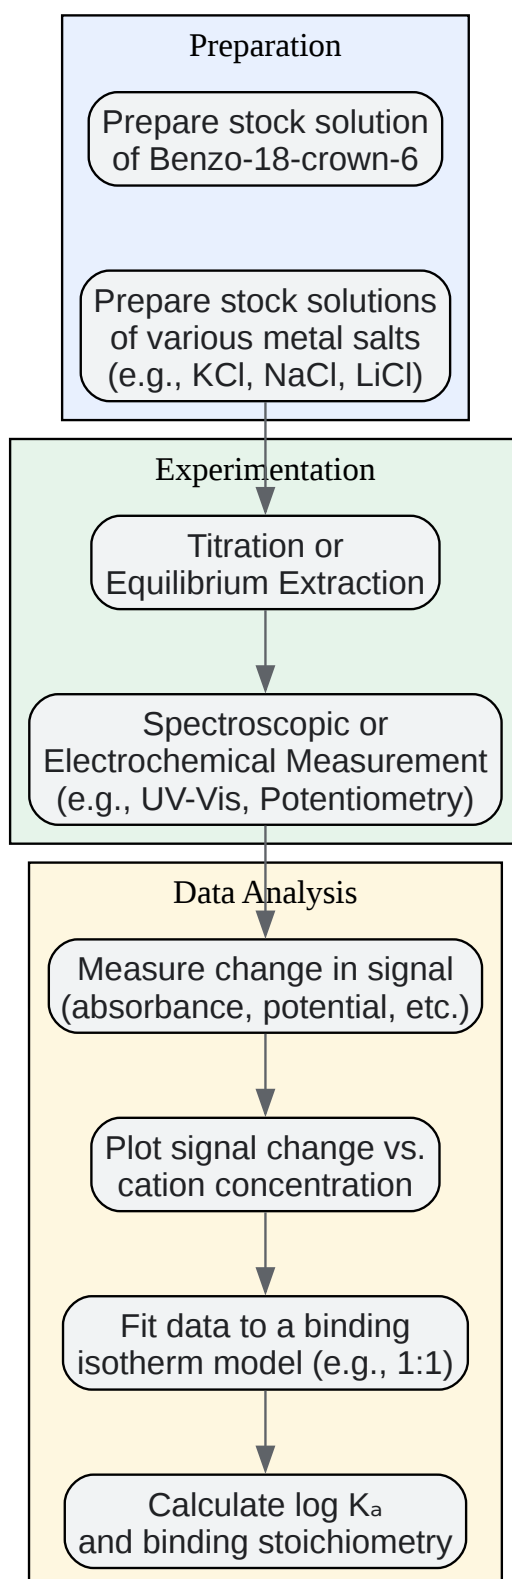 Preparation
Prepare stock solution
of Benzo-18-crown-6
Prepare stock solutions
of various metal salts
(e.g., KCl, NaCl, LiCl)
Experimentation
Titration or
Equilibrium Extraction
Spectroscopic or
Electrochemical Measurement
(e.g., UV-Vis, Potentiometry)
Data Analysis
Measure change in signal
(absorbance, potential, etc.)
Plot signal change vs.
cation concentration
Fit data to a binding
isotherm model (e.g., 1:1)
Calculate log Kₐ
and binding stoichiometry